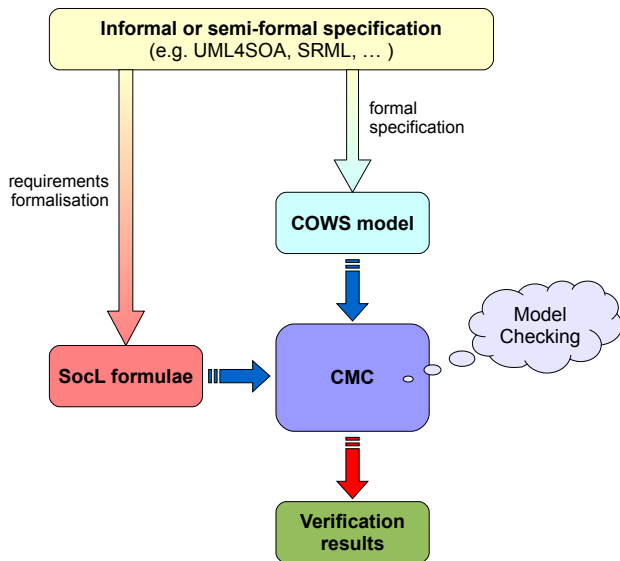 Informal or semi-formal specification
(e.g. UML4SOA, SRML, … )
formal
specification
requirements
formalisation
COWS model
Model
Checking
SocL formulae
CMC
Verification
results